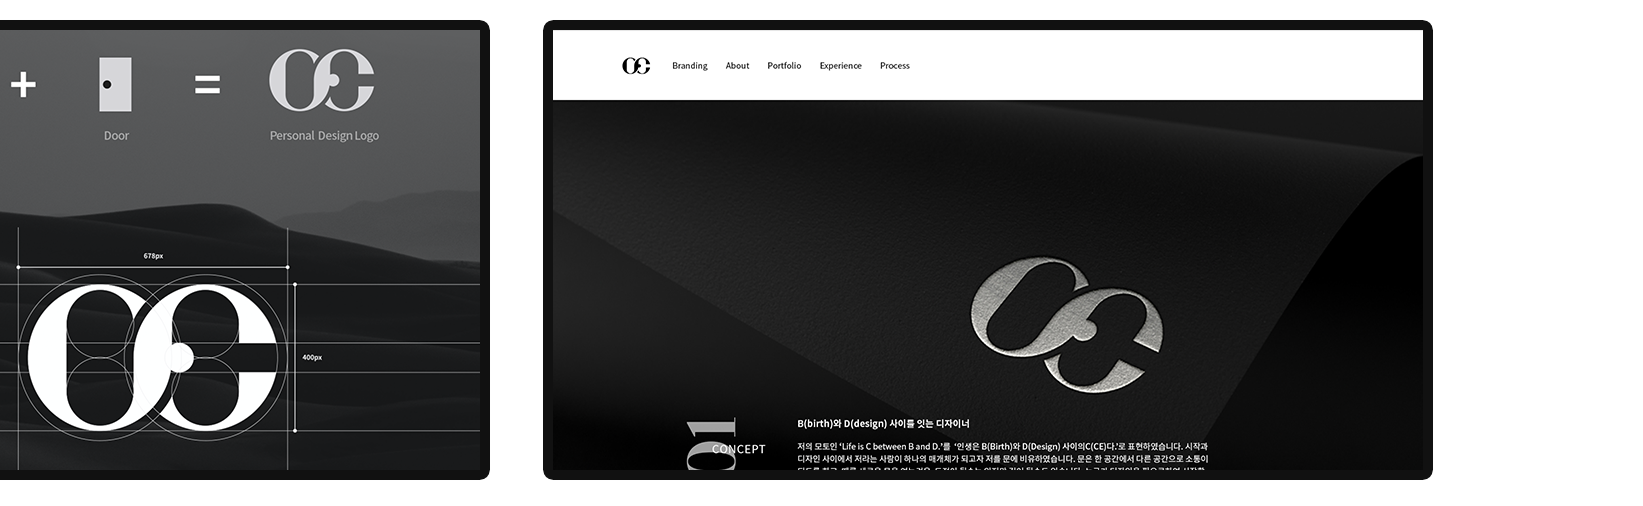 +
Door
=
Personal Design Logo
678px
400px
Branding About Portfolio Experience Process
01
CONCEPT
B(birth)와 D(design) 사이를 잇는 디자이너
저의 모토인 ‘Life is C between B and D.’를 ‘인생은 B(Birth)와 D(Design) 사이의C(CE)다.’로 표현하였습니다. 시작과
디자인 사이에서 저라는 사람이 하나의 매개체가 되고자 저를 문에 비유하였습니다. 문은 한 공간에서 다른 공간으로 소통이